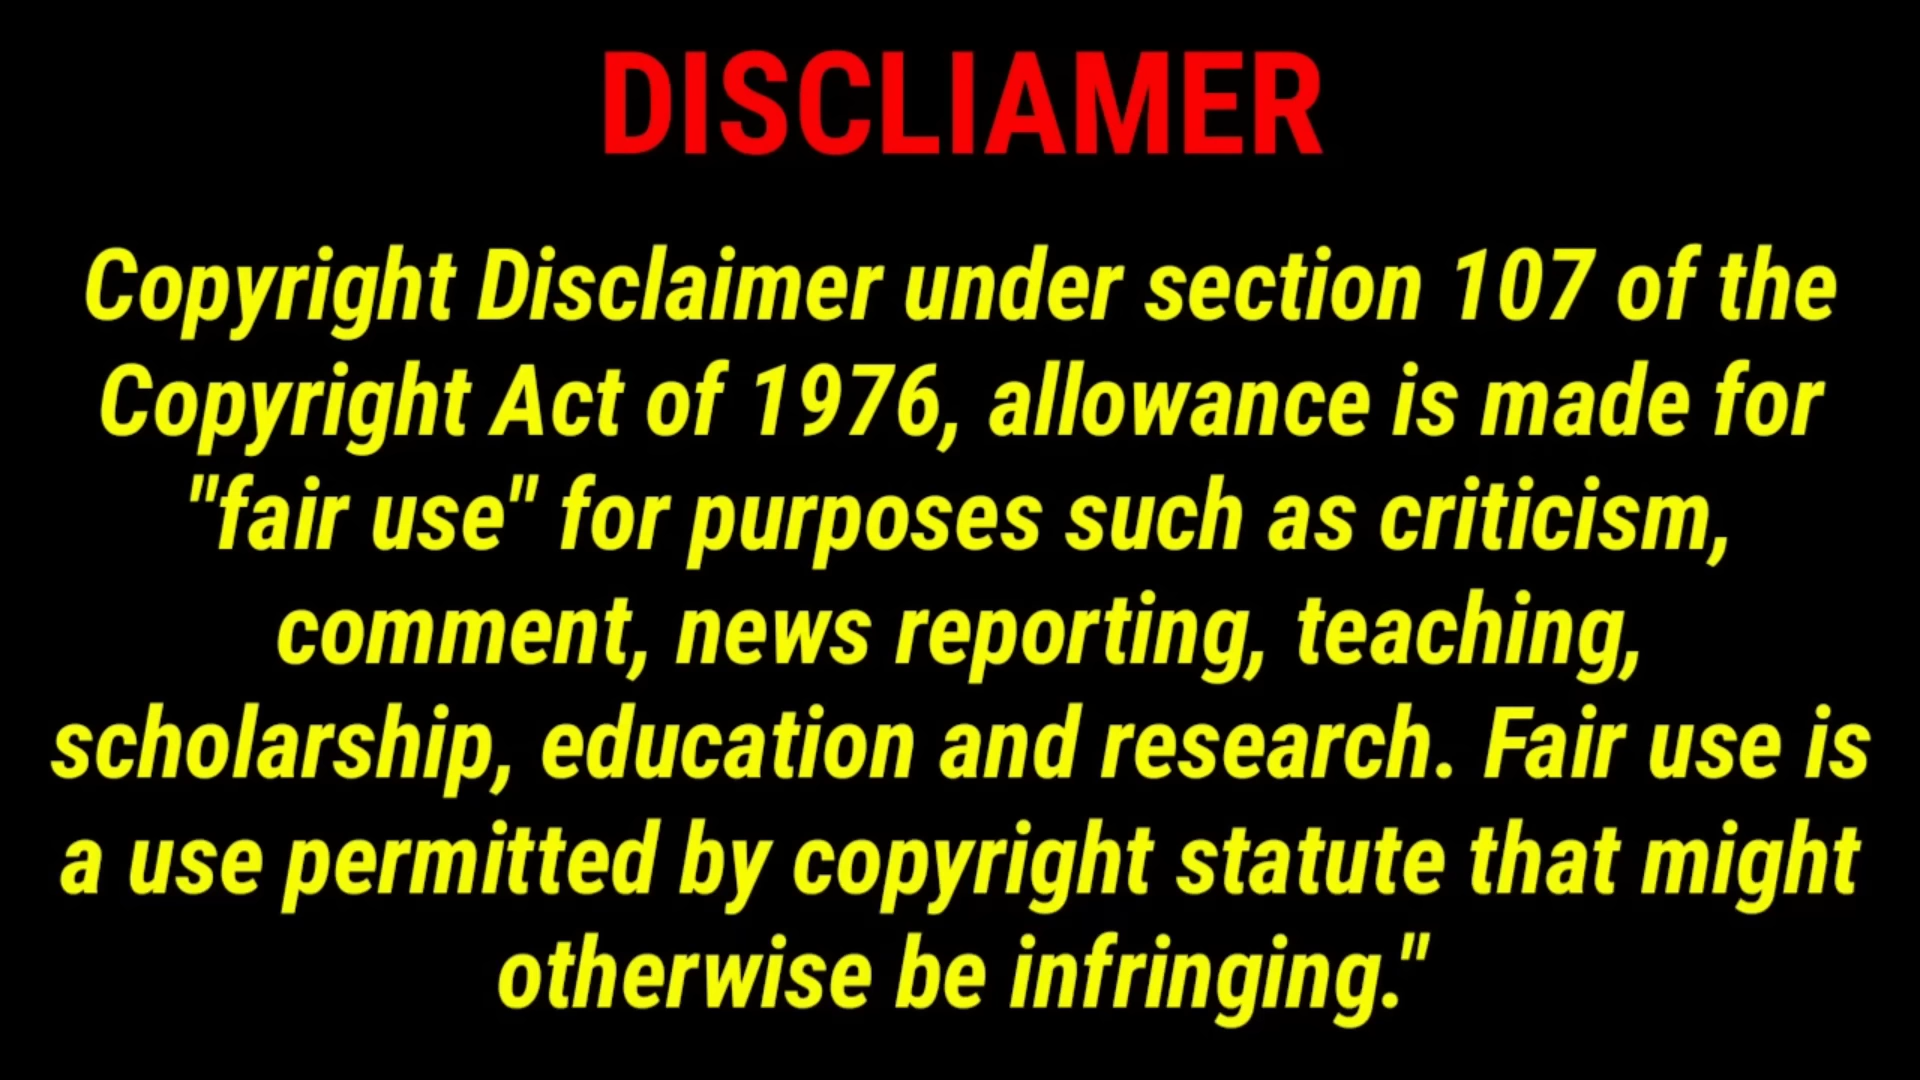 DISCLIAMER
Copyright Disclaimer under section 107 of the
Copyright Act of 1976, allowance is made for
"fair use" for purposes such as criticism,
comment, news reporting, teaching,
scholarship, education and research. Fair use is
a use permitted by copyright statute that might
otherwise be infringing."